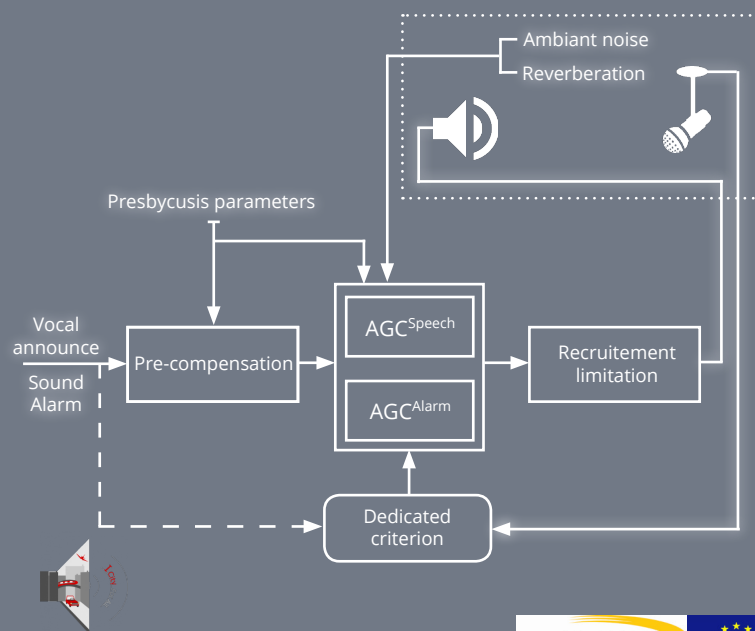 Ambiant noise
Reverberation
Presbycusis parameters
Vocal
announce
Sound
Alarm
Pre-compensation
AGCSpeech
AGCAlarm
Recruitement
limitation
Dedicated
criterion